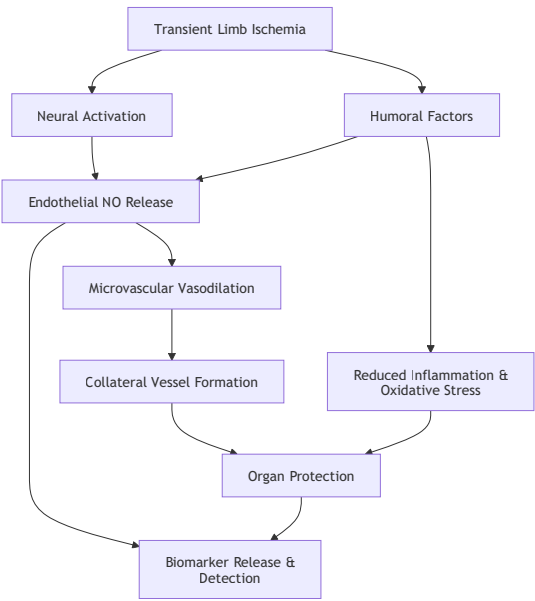 Transient Limb Ischemia
Neural Activation
Humoral Factors
Endothelial NO Release
Microvascular Vasodilation
Collateral Vessel Formation
Reduced Inflammation &
Oxidative Stress
Organ Protection
Biomarker Release &
Detection